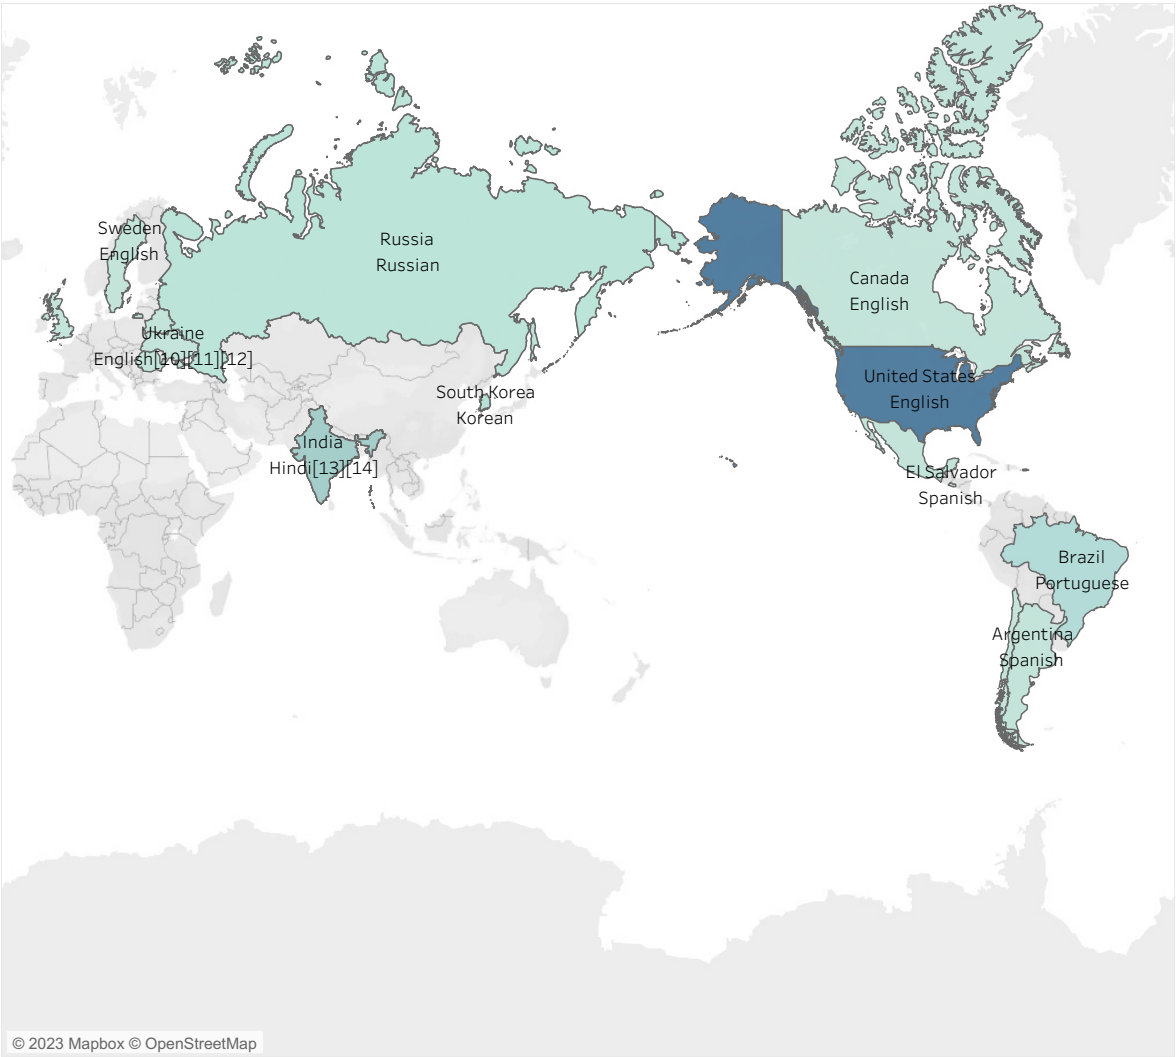 Sweden
English
Russia
Russian
Canada
English
Ukraine
English[10][11][12]
United States
English
South Korea
Korean
India
Hindi[13][14]
El Salvador
Spanish
Brazil
Portuguese
Argentina
Spanish
© 2023 Mapbox © OpenStreetMap